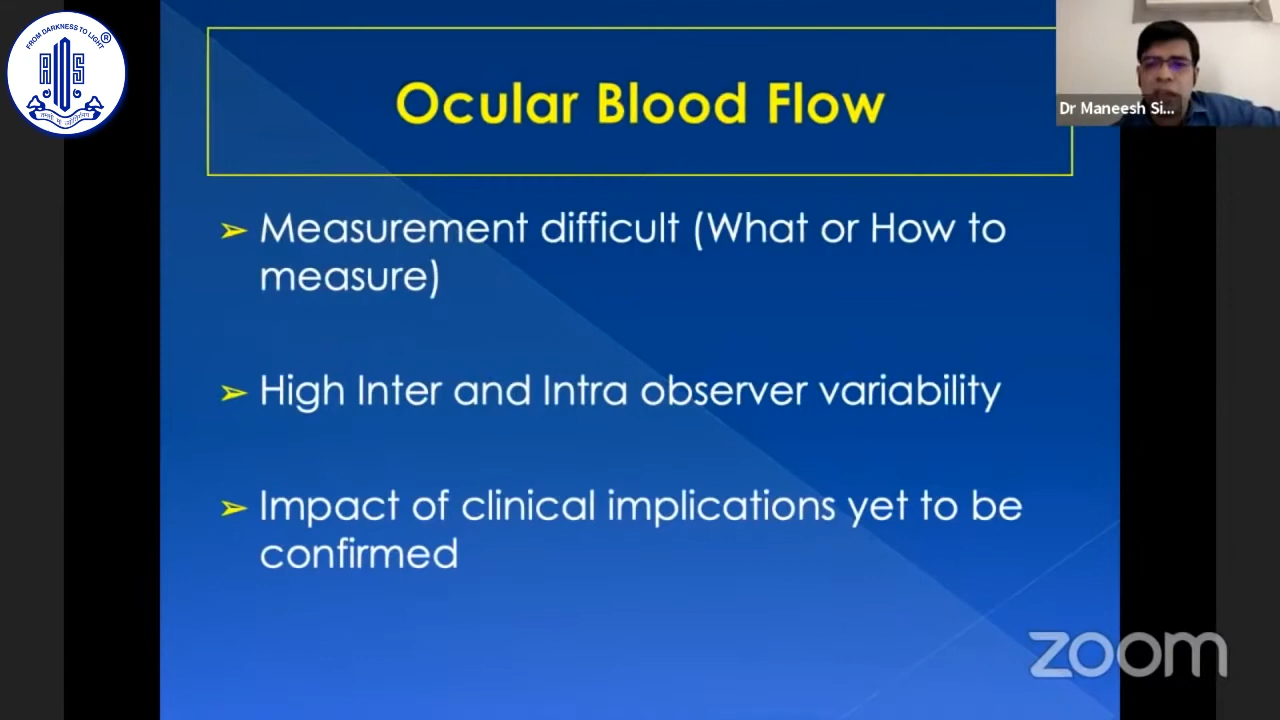 FROM DARKNESS TO LIGHT
®
AIOS
Ocular Blood Flow
Dr Maneesh Si...
➢ Measurement difficult (What or How to
measure)
➢ High Inter and Intra observer variability
➢ Impact of clinical implications yet to be
confirmed
zoom